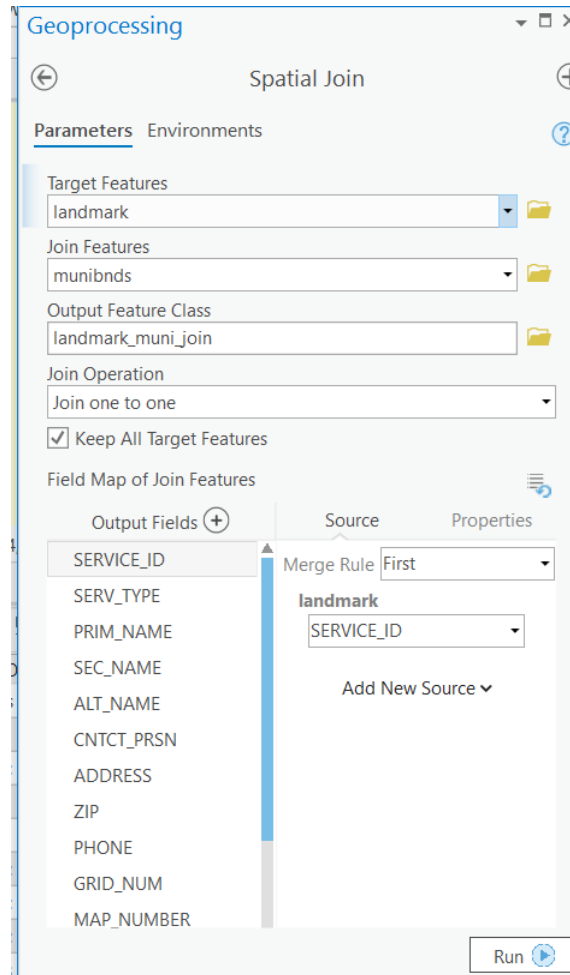 Geoprocessing
Spatial Join
Parameters Environments
Target Features
landmark
Join Features
munibnds
Output Feature Class
landmark_muni_join
Join Operation
Join one to one
Keep All Target Features
Field Map of Join Features
Output Fields
Source Properties
SERVICE_ID
SERV_TYPE
PRIM_NAME
SEC_NAME
ALT_NAME
CNTCT_PRSN
ADDRESS
ZIP
PHONE
GRID_NUM
MAP_NUMBER
Merge Rule First
landmark
SERVICE_ID
Add New Source
Run